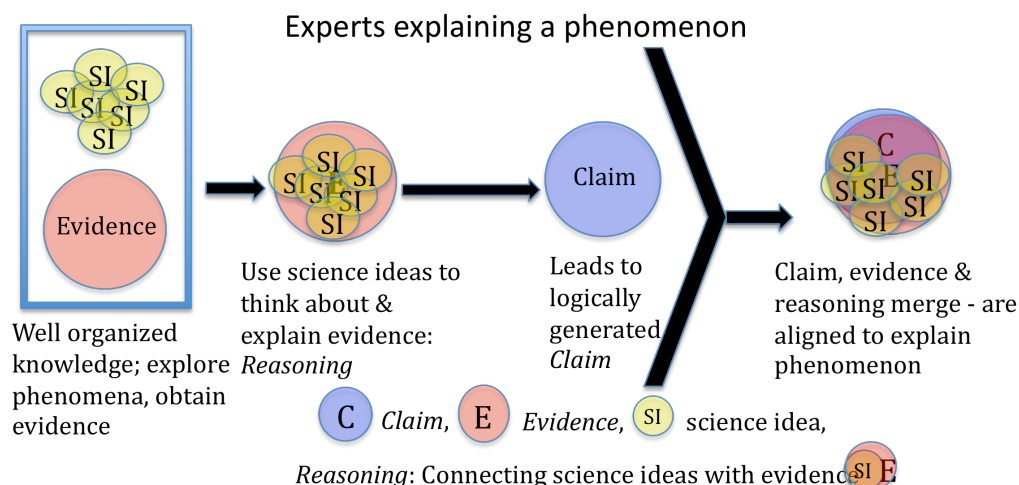 Experts explaining a phenomenon
SI
SI
SI
SI
SI
SI
Evidence
Well organized
knowledge; explore
phenomena, obtain
evidence
SI
SI
SI
SI
E
SI
SI
Use science ideas to
think about &
explain evidence:
Reasoning
Claim
Leads to
logically
generated
Claim
C
SI
E
SI
SI
SI
SI
SI
Claim, evidence &
reasoning merge - are
aligned to explain
phenomenon
C Claim, E Evidence, SI science idea,
Reasoning: Connecting science ideas with evidence SI E